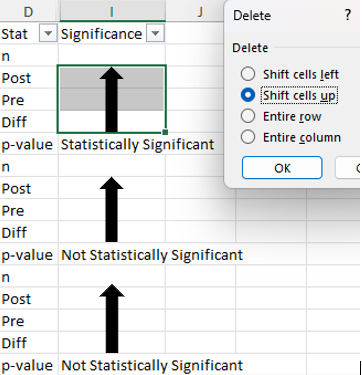 D I J
Stat Significance
n
Post
Pre
Diff
p-value Statistically Significant
n
Post
Pre
Diff
p-value Not Statistically Significant
n
Post
Pre
Diff
p-value Not Statistically Significant
Delete
Delete
Shift cells left
Shift cells up
Entire row
Entire column
OK